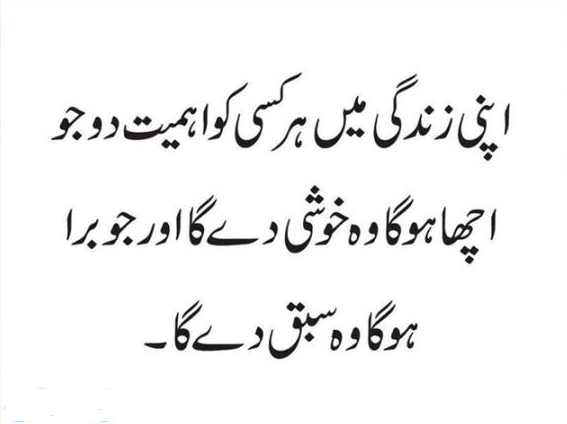 اپنی زندگی میں ہر کسی کو اہمیت دو جو
اچھا ہوگا وہ خوشی دے گا اور جو برا
ہوگا وہ سبق دے گا۔